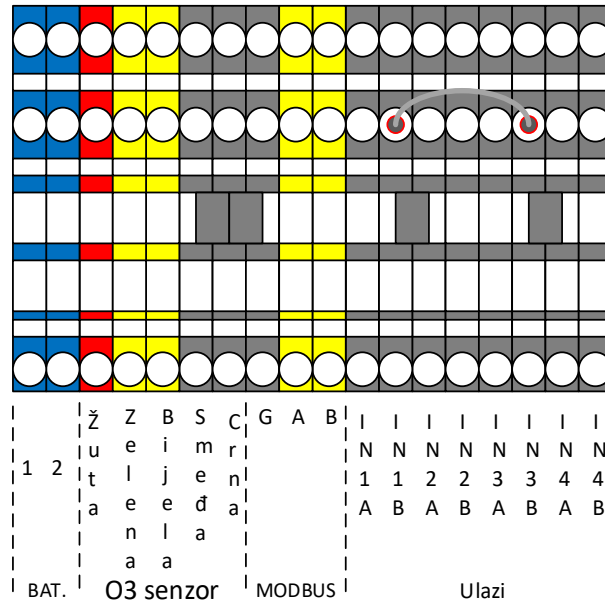 1
2
Žuta
Zelena
Bijela
Smeđa
Crna
G
A
B
IN1A
IN1B
IN2A
IN2B
IN3A
IN3B
IN4A
IN4B
BAT.
O3 senzor
MODBUS
Ulazi